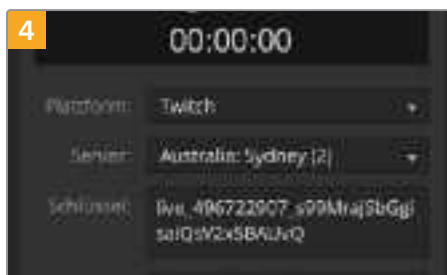 4
00:00:00
Plattform: Twitch
Server: Australia: Sydney (2)
Schlüssel: